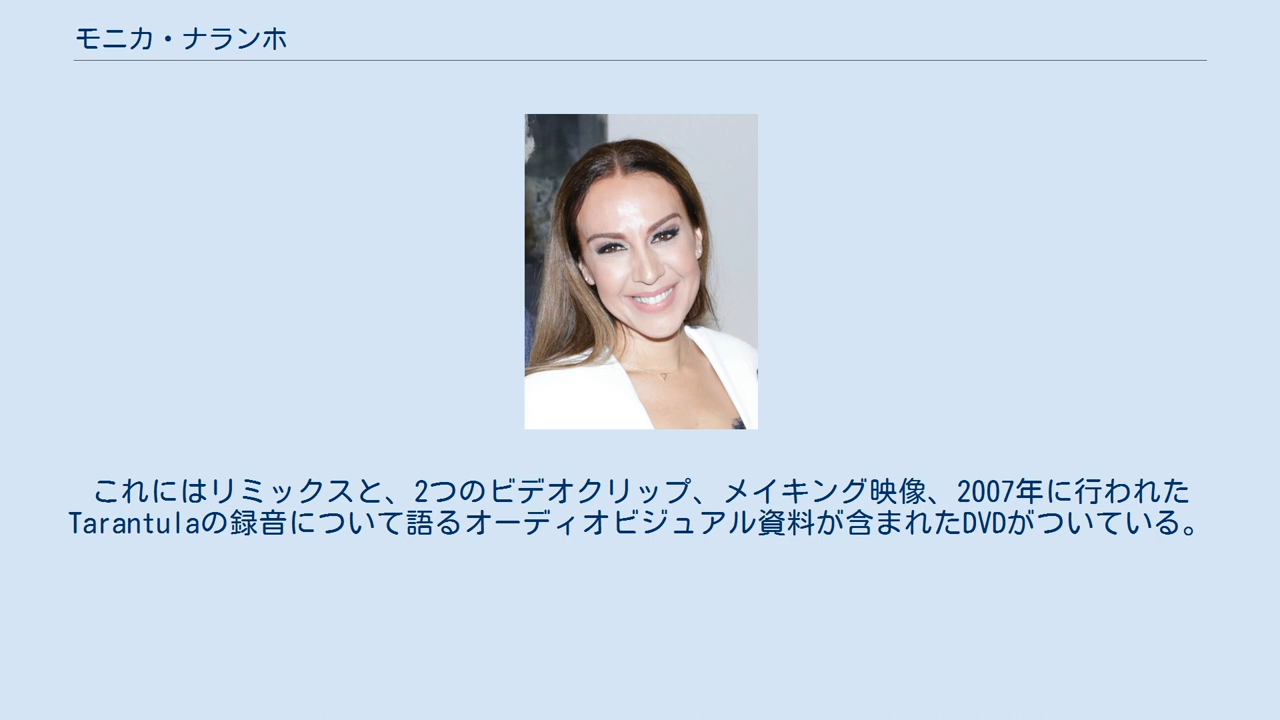 モニカ・ナランホ
これにはリミックスと、2つのビデオクリップ、メイキング映像、2007年に行われた
Tarantulaの録音について語るオーディオビジュアル資料が含まれたDVDがついている。